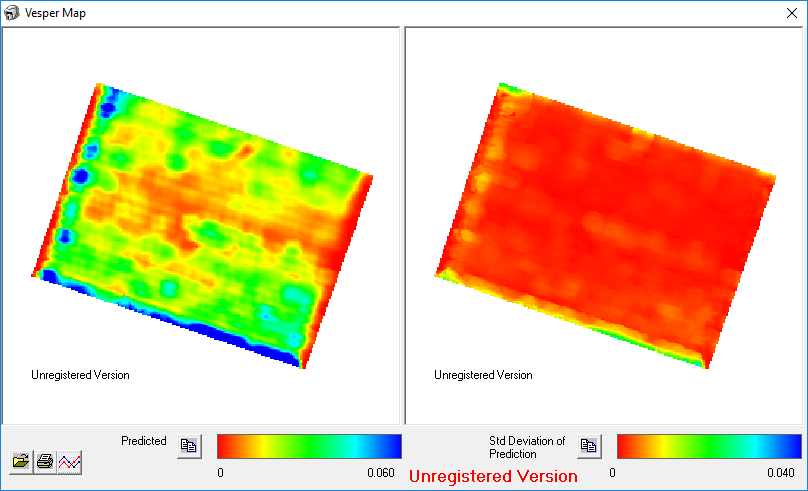 Vesper Map
Unregistered Version
Unregistered Version
Predicted
0
0.060
Std Deviation of
Prediction
0
0.040
Unregistered Version